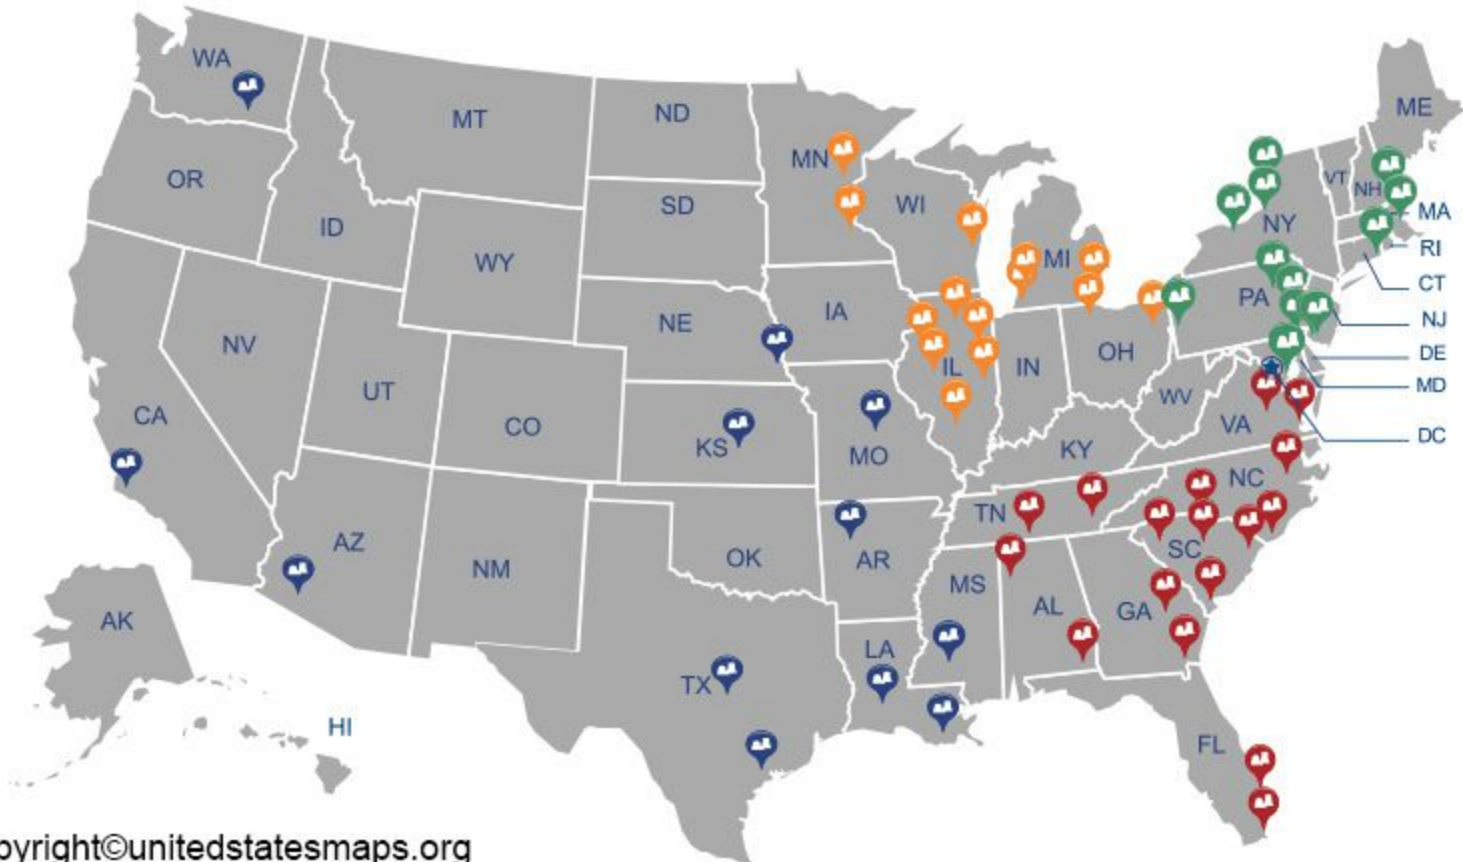 WA
MT
ND
MN
ME
OR
ID
SD
WI
VT
NH
MA
NY
WY
MI
RI
CT
NV
NE
IA
PA
NJ
UT
IL
IN
OH
DE
CA
CO
KS
MO
WV
MD
KY
VA
DC
AZ
NM
OK
AR
TN
NC
SC
AK
MS
AL
GA
TX
LA
HI
FL
pyright©unitedstatesmaps.org